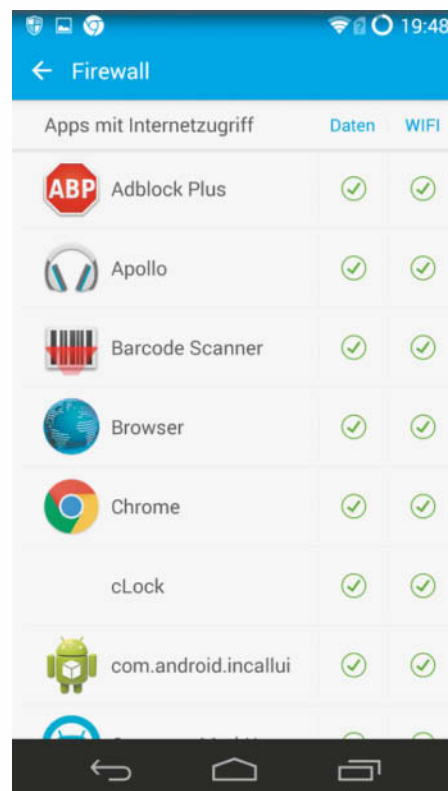 19:48
Firewall
Apps mit Internetzugriff Daten WIFI
ABP Adblock Plus
Apollo
Barcode Scanner
Browser
Chrome
cLock
com.android.incallui